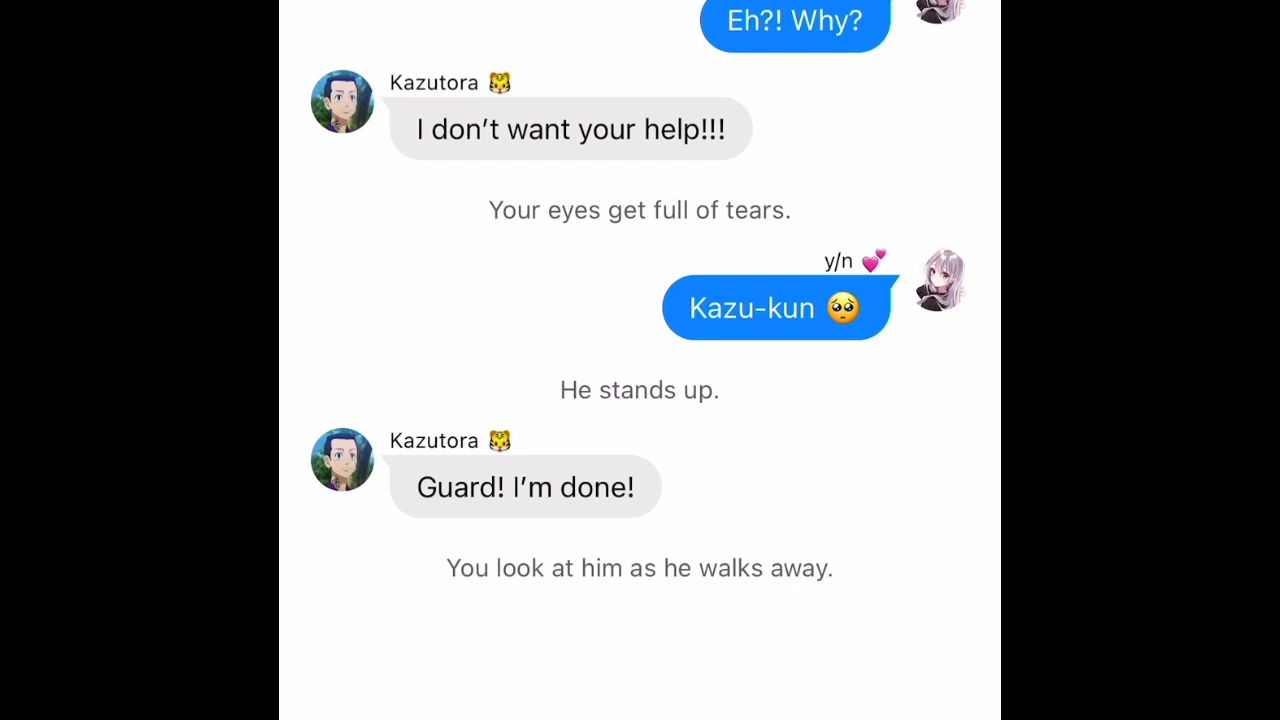 Eh?! Why?
Kazutora 🐯
I don’t want your help!!!
Your eyes get full of tears.
y/n 💕
Kazu-kun 🥺
He stands up.
Kazutora 🐯
Guard! I’m done!
You look at him as he walks away.